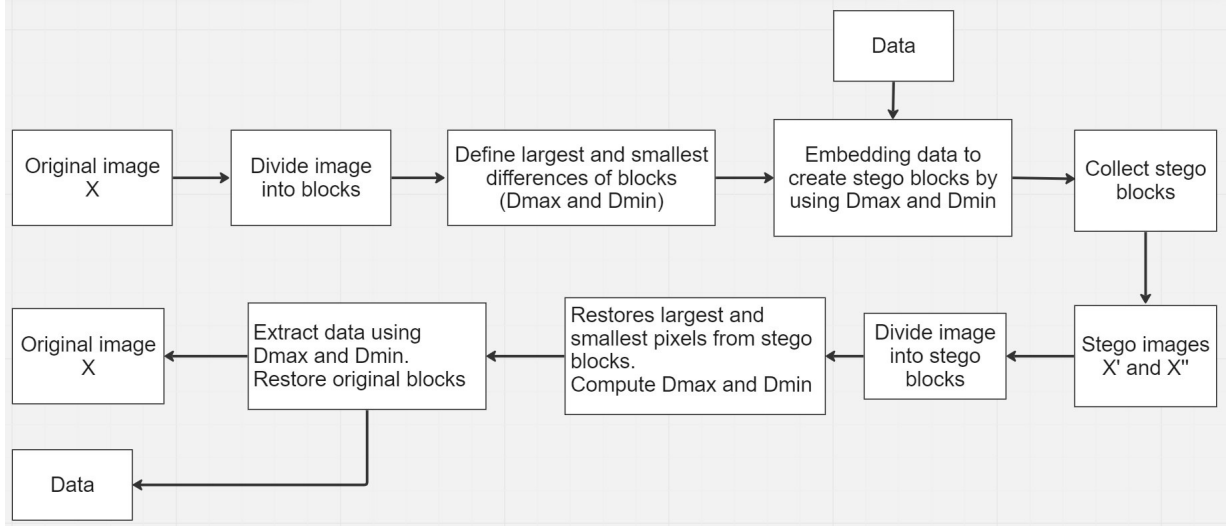 Data
Original image
X
Divide image
into blocks
Define largest and smallest
differences of blocks
(Dmax and Dmin)
Embedding data to
create stego blocks by
using Dmax and Dmin
Collect stego
blocks
Original image
X
Extract data using
Dmax and Dmin.
Restore original blocks
Restores largest and
smallest pixels from stego
blocks.
Compute Dmax and Dmin
Divide image
into stego
blocks
Stego images
X' and X"
Data